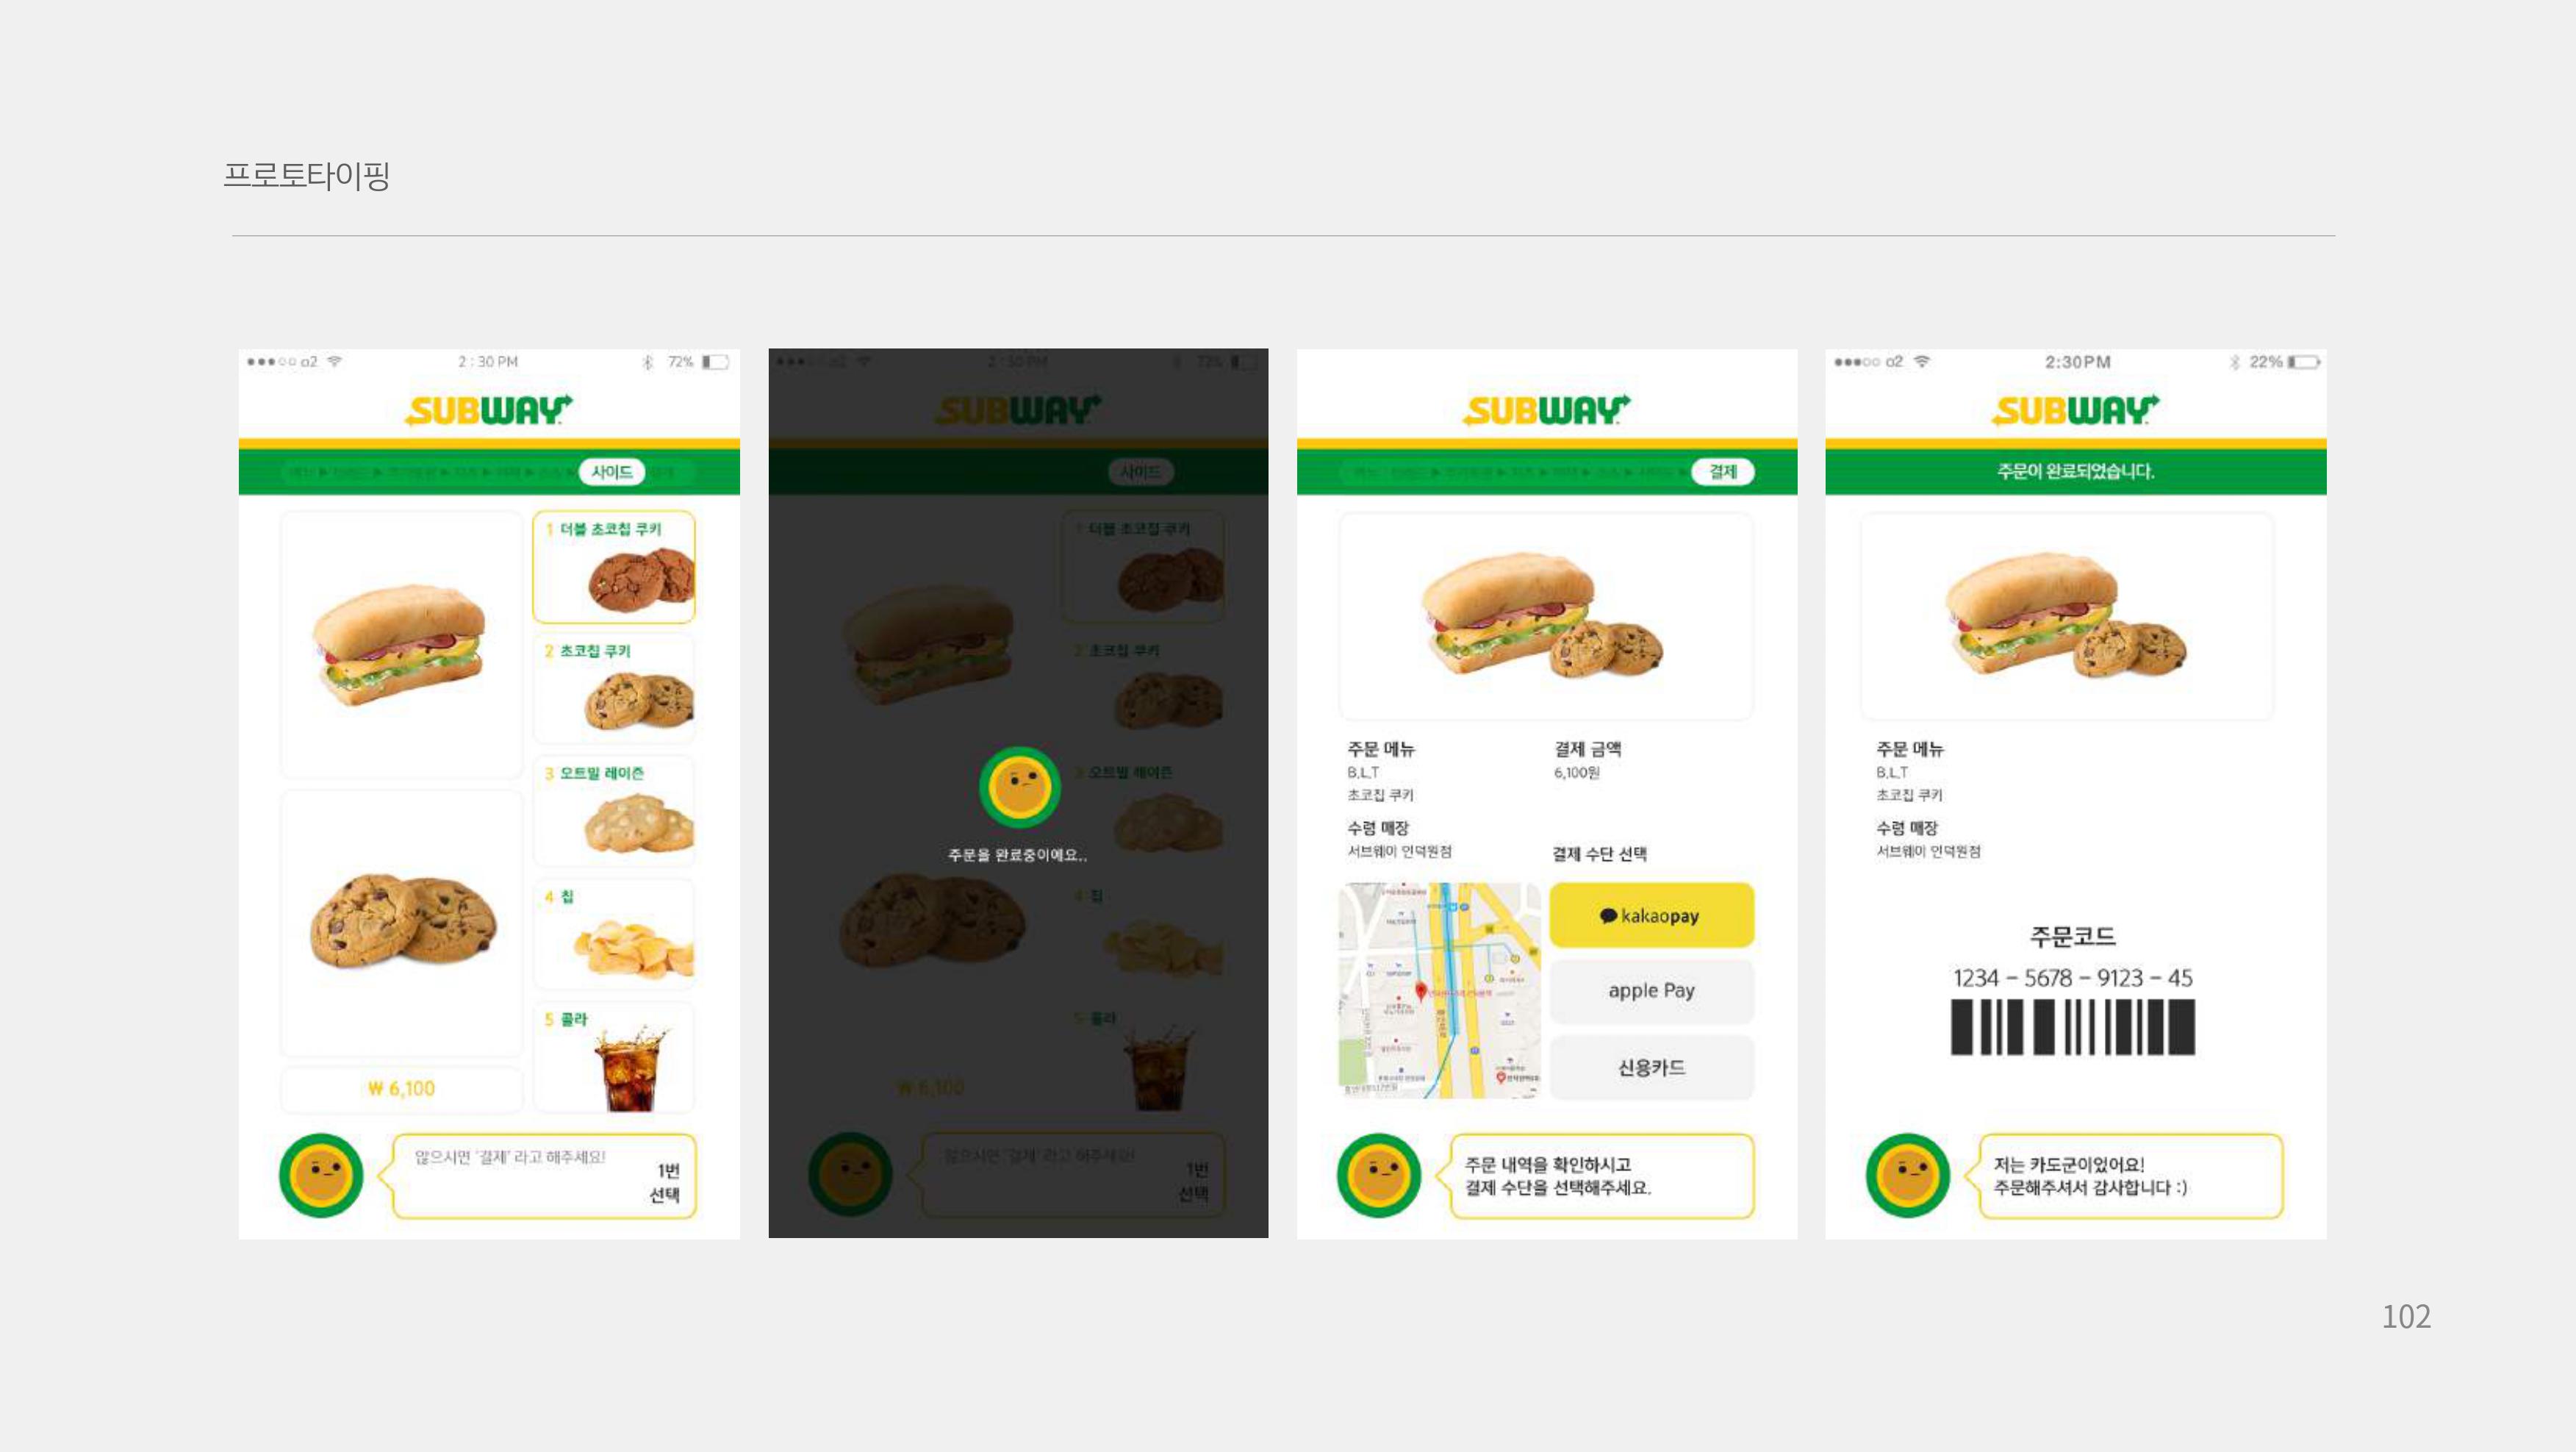 프로토타이핑
o2
2 : 30 PM
72%
SUBWAY
사이드
1 더블 초코칩 쿠키
2 초코칩 쿠키
3 오트밀 레이즌
4 칩
5 콜라
₩ 6,100
않으시면 '결제' 라고 해주세요!
1번
선택
SUBWAY
사이드
1 더블 초코칩 쿠키
2 초코칩 쿠키
3 오트밀 레이즌
주문을 완료중이에요..
4 칩
5 콜라
₩ 6,100
않으시면 '결제' 라고 해주세요!
1번
선택
SUBWAY
결제
주문 메뉴
B.L.T
초코칩 쿠키
결제 금액
6,100원
수령 매장
서브웨이 인덕원점
결제 수단 선택
kakaopay
apple Pay
신용카드
주문 내역을 확인하시고
결제 수단을 선택해주세요.
o2
2:30PM
22%
SUBWAY
주문이 완료되었습니다.
주문 메뉴
B.L.T
초코칩 쿠키
수령 매장
서브웨이 인덕원점
주문코드
1234 – 5678 – 9123 – 45
저는 카도군이었어요!
주문해주셔서 감사합니다 :)
102